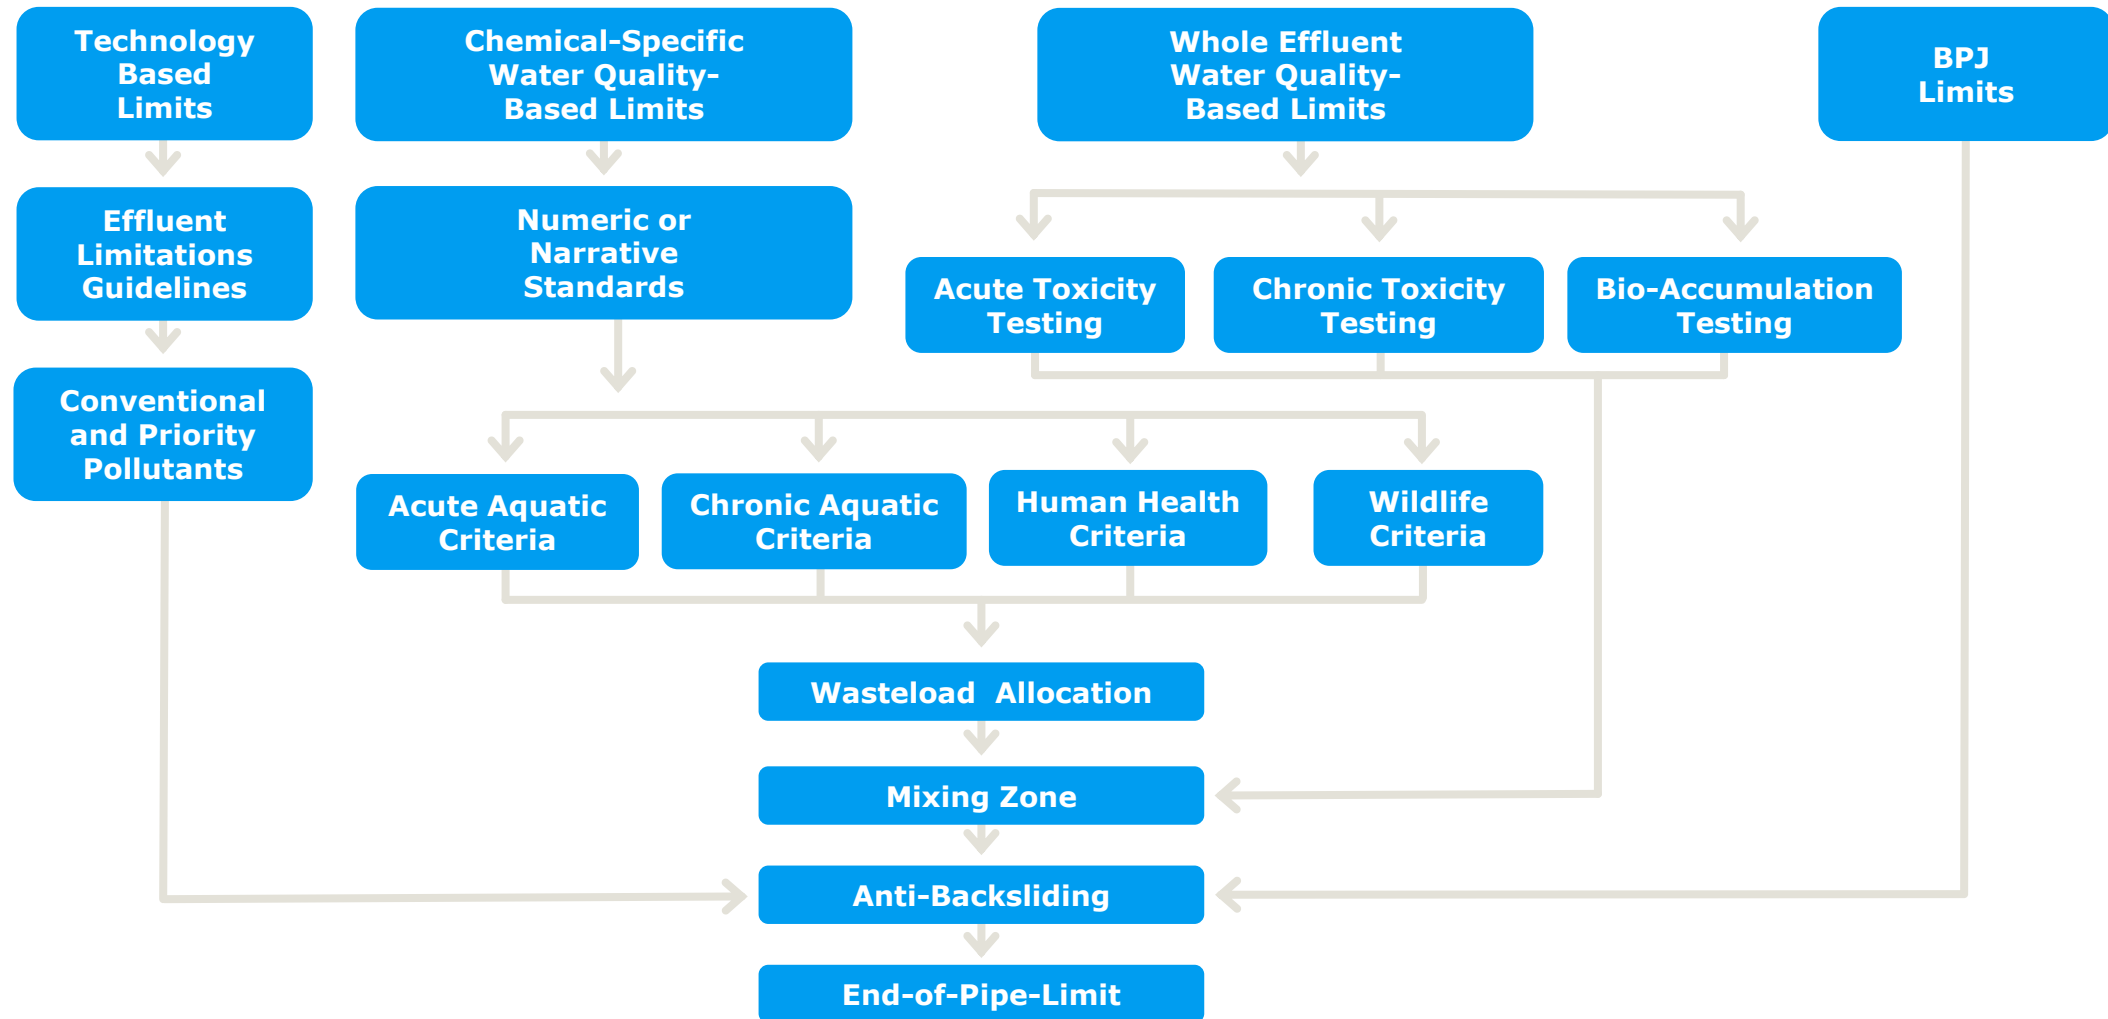 Technology
Based
Limits
Chemical-Specific
Water Quality-
Based Limits
Whole Effluent
Water Quality-
Based Limits
BPJ
Limits
Effluent
Limitations
Guidelines
Numeric or
Narrative
Standards
Acute Toxicity
Testing
Chronic Toxicity
Testing
Bio-Accumulation
Testing
Conventional
and Priority
Pollutants
Acute Aquatic
Criteria
Chronic Aquatic
Criteria
Human Health
Criteria
Wildlife
Criteria
Wasteload Allocation
Mixing Zone
Anti-Backsliding
End-of-Pipe-Limit